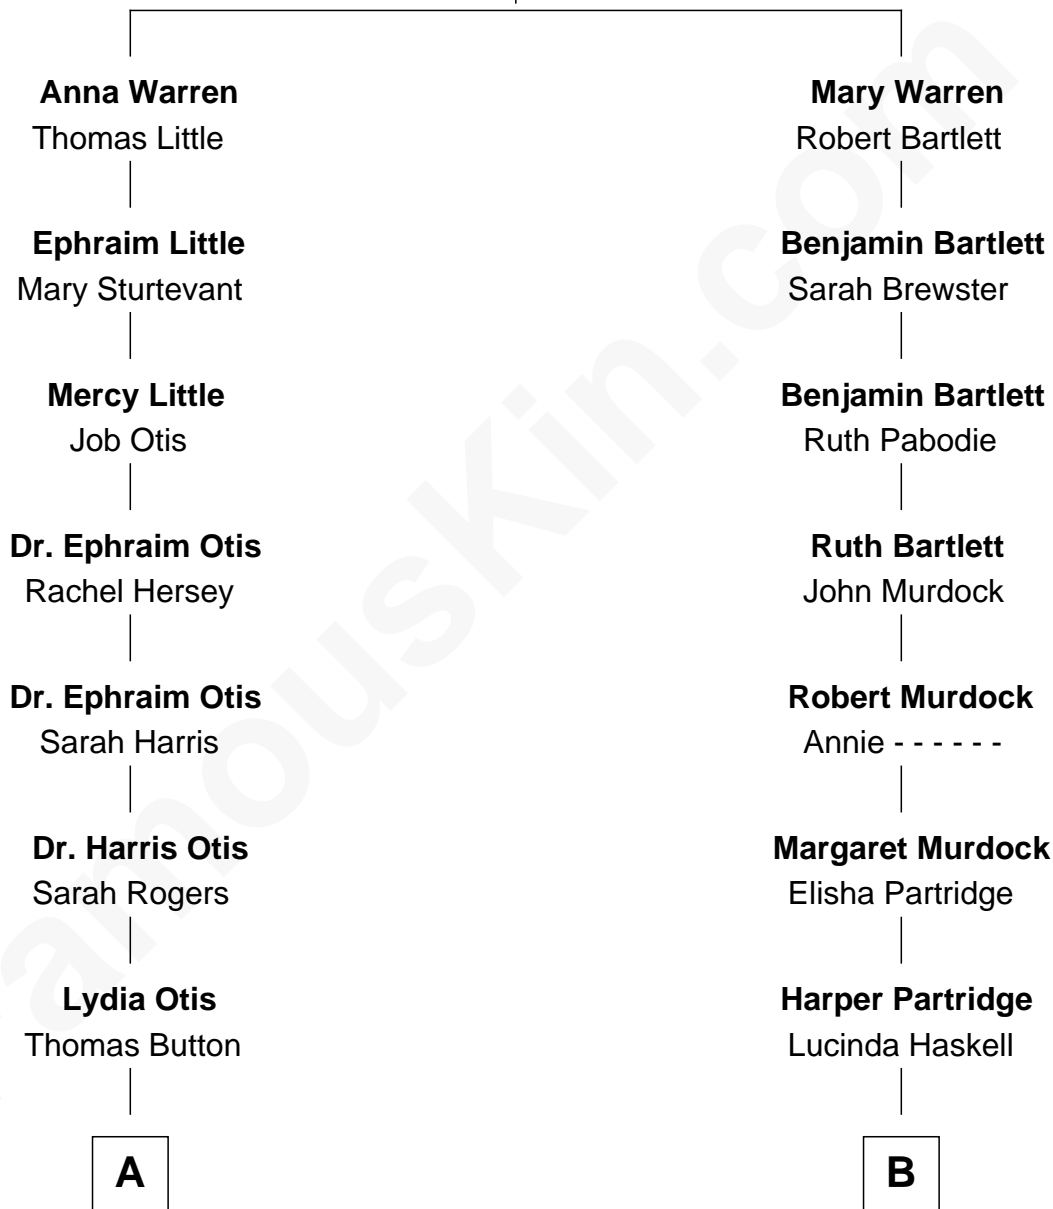 Anna Warren
Thomas Little
Ephraim Little
Mary Sturtevant
Mercy Little
Job Otis
Dr. Ephraim Otis
Rachel Hersey
Dr. Ephraim Otis
Sarah Harris
Dr. Harris Otis
Sarah Rogers
Lydia Otis
Thomas Button
A
Mary Warren
Robert Bartlett
Benjamin Bartlett
Sarah Brewster
Benjamin Bartlett
Ruth Pabodie
Ruth Bartlett
John Murdock
Robert Murdock
Annie - - - - - -
Margaret Murdock
Elisha Partridge
Harper Partridge
Lucinda Haskell
B
amouskin.com